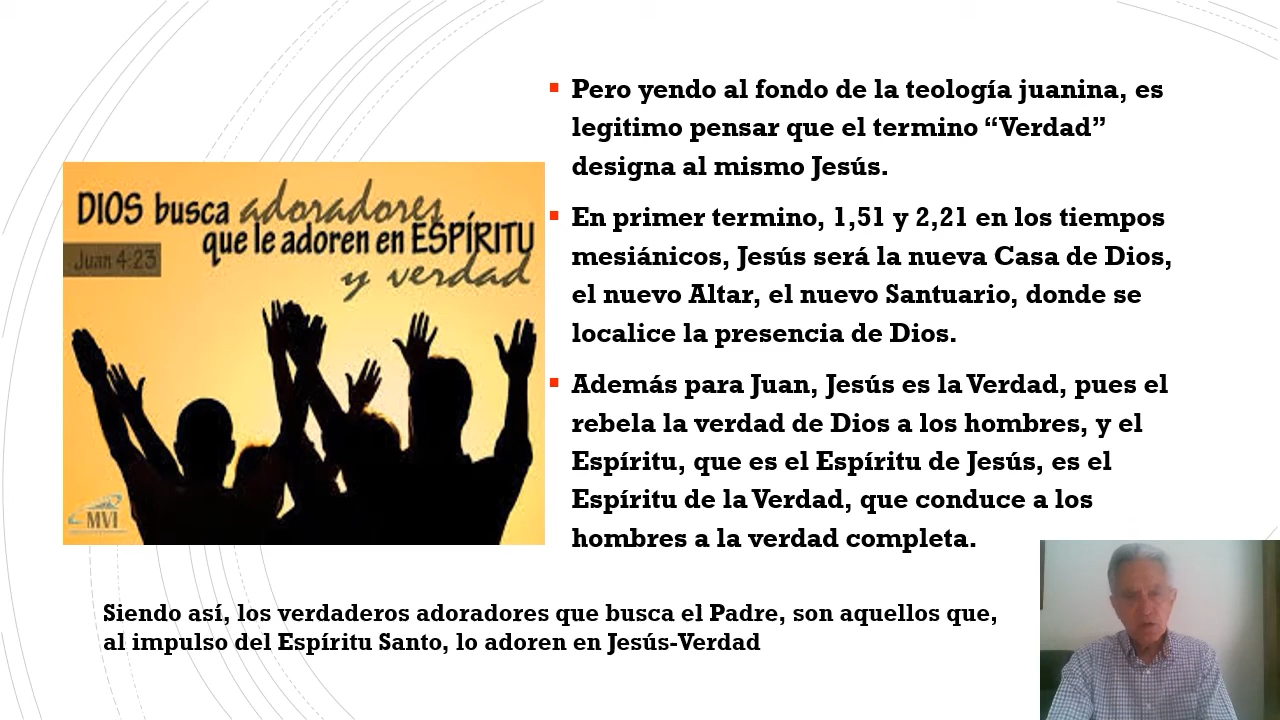 DIOS busca adoradores
que le adoren en ESPÍRITU
Juan 4:23
y verdad
MVI
Pero yendo al fondo de la teología juanina, es
legitimo pensar que el termino “Verdad”
designa al mismo Jesús.
En primer termino, 1,51 y 2,21 en los tiempos
mesiánicos, Jesús será la nueva Casa de Dios,
el nuevo Altar, el nuevo Santuario, donde se
localice la presencia de Dios.
Además para Juan, Jesús es la Verdad, pues el
rebela la verdad de Dios a los hombres, y el
Espíritu, que es el Espíritu de Jesús, es el
Espíritu de la Verdad, que conduce a los
hombres a la verdad completa.
Siendo así, los verdaderos adoradores que busca el Padre, son aquellos que,
al impulso del Espíritu Santo, lo adoren en Jesús-Verdad